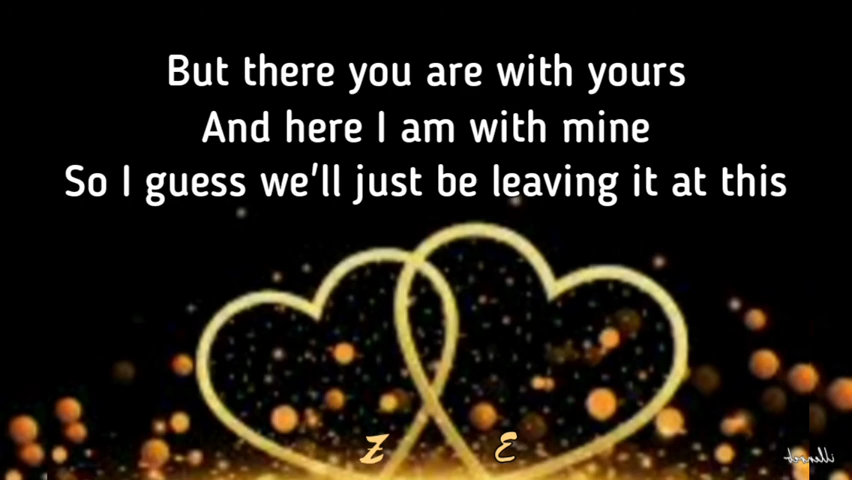 But there you are with yours
And here I am with mine
So I guess we'll just be leaving it at this
Z E